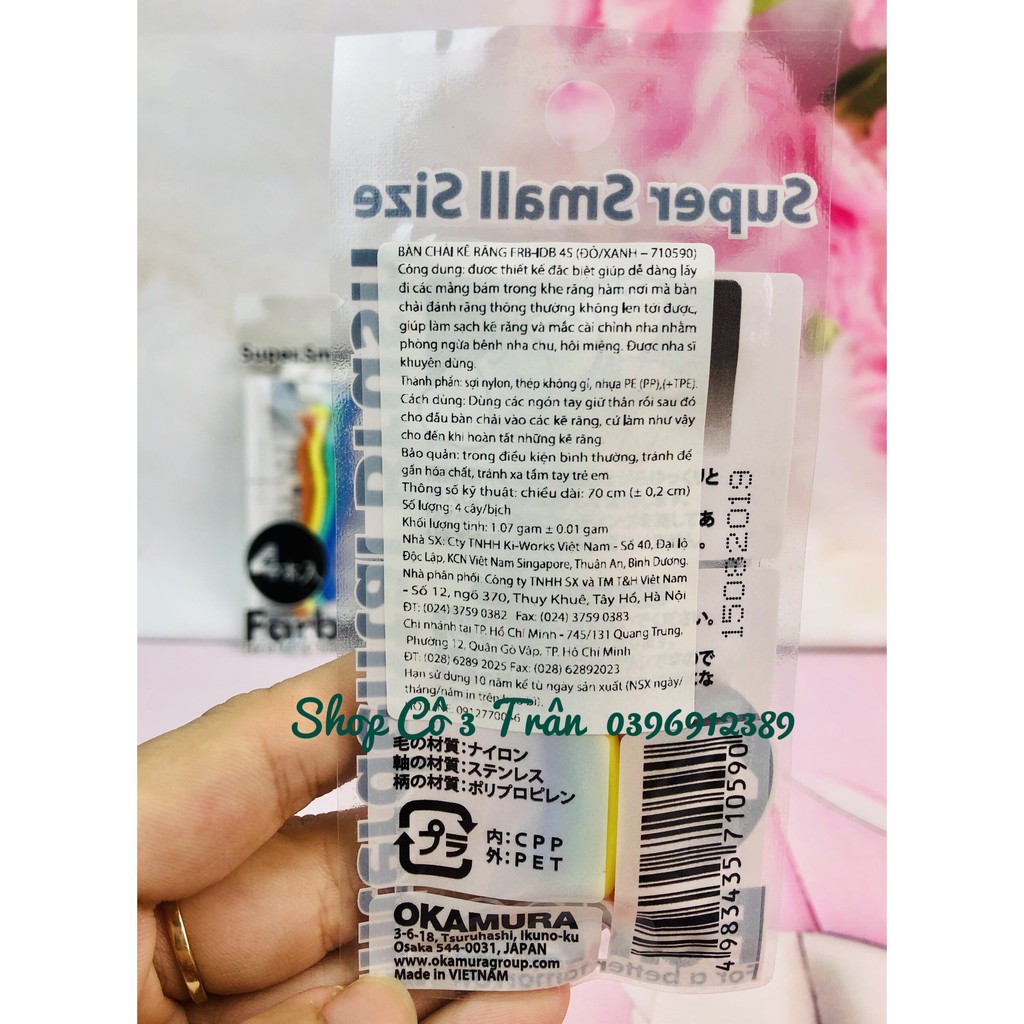 Super Small Size
BÀN CHẢI KẼ RĂNG FRB-IDB 4S (ĐỎ/XANH – 710590)
Công dụng: được thiết kế đặc biệt giúp dễ dàng lấy
đi các mảng bám trong khe răng hàm nơi mà bàn
chải đánh răng thông thường không len tới được,
giúp làm sạch kẽ răng và mắc cài chỉnh nha nhằm
phòng ngừa bệnh nha chu, hôi miệng. Được nha sĩ
khuyên dùng.
Thành phần: sợi nylon, thép không gỉ, nhựa PE (PP),(+TPE).
Cách dùng: Dùng các ngón tay giữ thân rồi sau đó
cho đầu bàn chải vào các kẽ răng, cứ làm như vậy
cho đến khi hoàn tất những kẽ răng.
Bảo quản: trong điều kiện bình thường, tránh để
gần hóa chất, tránh xa tầm tay trẻ em.
Thông số kỹ thuật: chiều dài: 70 cm (± 0,2 cm)
Số lượng: 4 cây/bịch
Khối lượng tịnh: 1.07 gam ± 0.01 gam
Nhà SX: Cty TNHH Ki-Works Việt Nam - Số 40, Đại lộ
Độc Lập, KCN Việt Nam Singapore, Thuận An, Bình Dương.
Nhà phân phối: Công ty TNHH SX và TM T&H Việt Nam
- Số 12, ngõ 370, Thụy Khuê, Tây Hồ, Hà Nội
ĐT: (024) 3759 0382 Fax: (024) 3759 0383
Chi nhánh tại TP. Hồ Chí Minh - 745/131 Quang Trung,
Phường 12, Quận Gò Vấp, TP. Hồ Chí Minh
ĐT: (028) 6289 2025 Fax: (028) 62892023
Hạn sử dụng 10 năm kể từ ngày sản xuất (NSX ngày/
tháng/năm in trên bao bì).
Shop Cô 3 Trân 0396912389
15082019
毛の材質:ナイロン
軸の材質:ステンレス
柄の材質:ポリプロピレン
プラ
内:CPP
外:PET
4983435710590
OKAMURA
3-6-18, Tsuruhashi, Ikuno-ku
Osaka 544-0031, JAPAN
www.okamuragroup.com
Made in VIETNAM
For a better
Super Sm
4本入
Farb